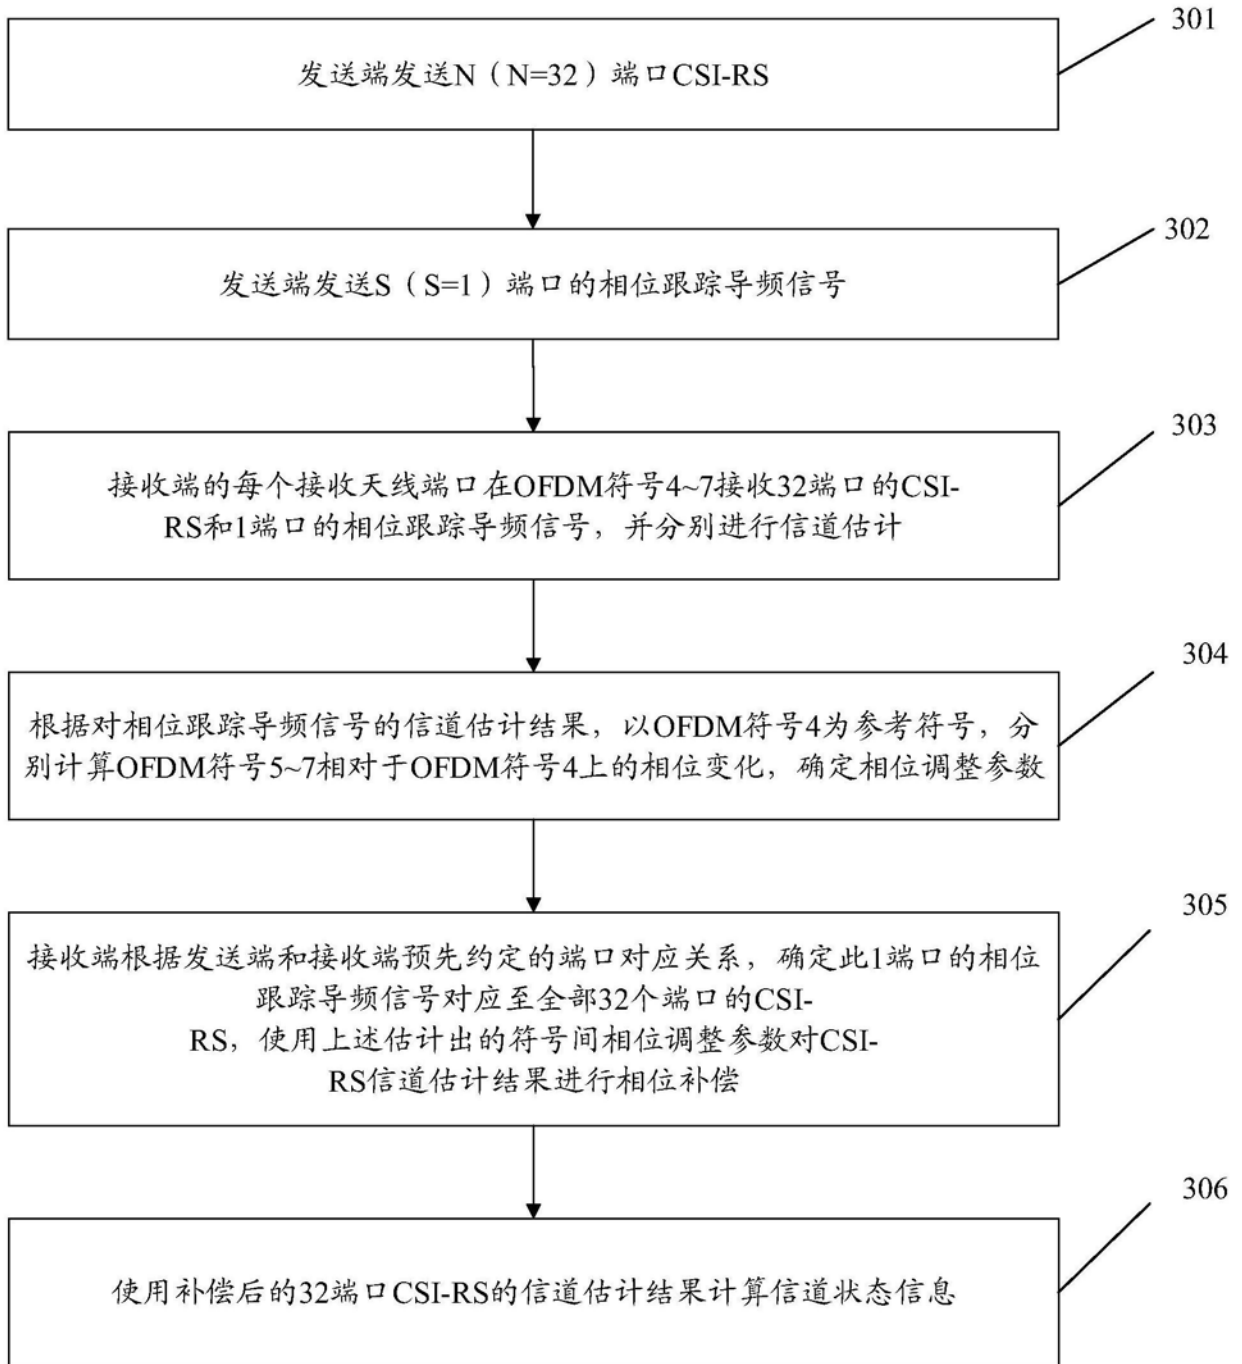 301
发送端发送N（N=32）端口CSI-RS
302
发送端发送S（S=1）端口的相位跟踪导频信号
303
接收端的每个接收天线端口在OFDM符号4~7接收32端口的CSI-
RS和1端口的相位跟踪导频信号，并分别进行信道估计
304
根据对相位跟踪导频信号的信道估计结果，以OFDM符号4为参考符号，分
别计算OFDM符号5~7相对于OFDM符号4上的相位变化，确定相位调整参数
305
接收端根据发送端和接收端预先约定的端口对应关系，确定此1端口的相位
跟踪导频信号对应至全部32个端口的CSI-
RS，使用上述估计出的符号间相位调整参数对CSI-
RS信道估计结果进行相位补偿
306
使用补偿后的32端口CSI-RS的信道估计结果计算信道状态信息